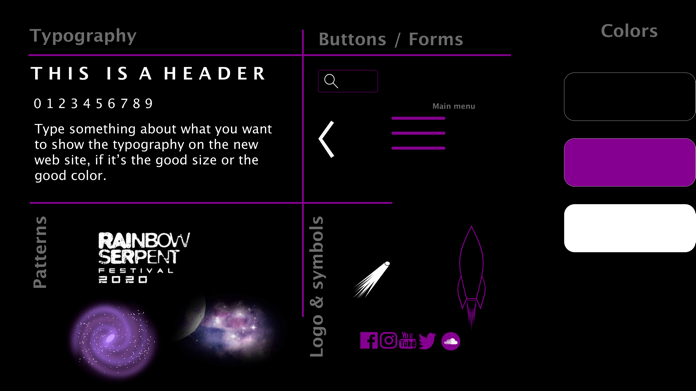 Typography
THIS IS A HEADER
0 1 2 3 4 5 6 7 8 9
Type something about what you want
to show the typography on the new
web site, if it's the good size or the
good color.
Buttons / Forms
Main menu
Colors
Patterns
RAINBOW
SERPENT
FESTIVAL
2020
Logo & symbols
You
Tube